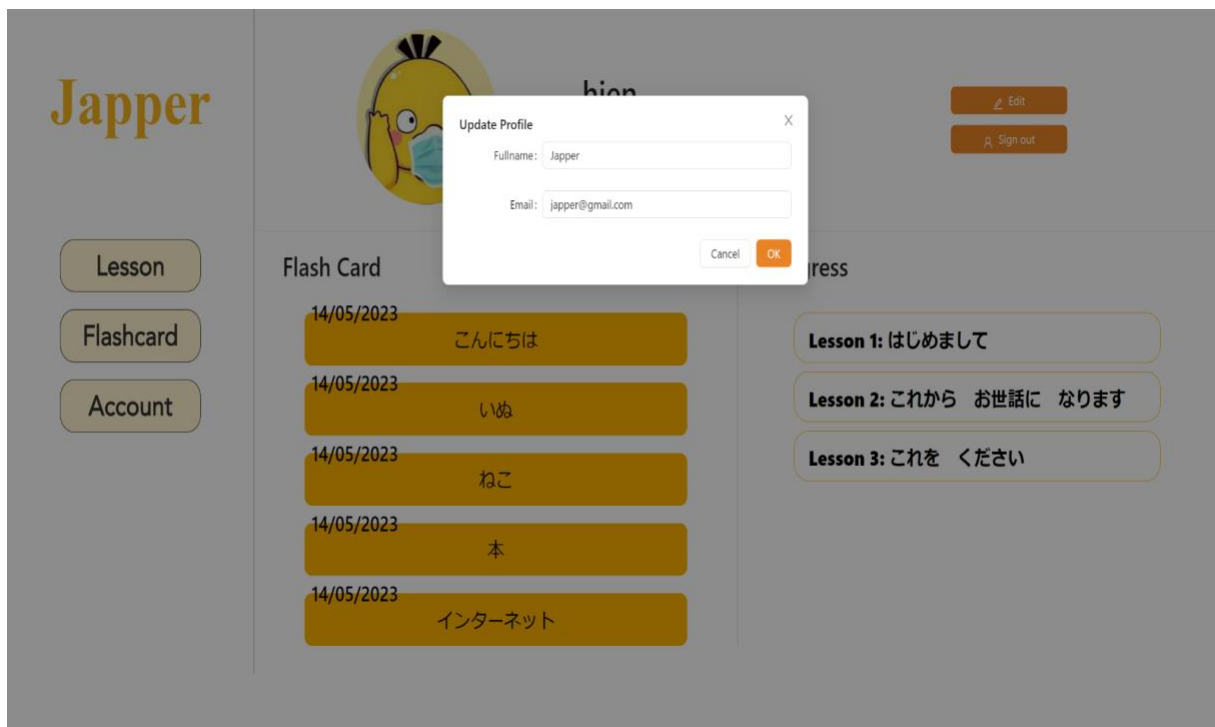 Japper
Lesson
Flashcard
Account
hien
Edit
Sign out
Update Profile
X
Fullname: Japper
Email: japper@gmail.com
Cancel
OK
Flash Card
14/05/2023
こんにちは
14/05/2023
いぬ
14/05/2023
ねこ
14/05/2023
本
14/05/2023
インターネット
ress
Lesson 1: はじめまして
Lesson 2: これから お世話に なります
Lesson 3: これを ください